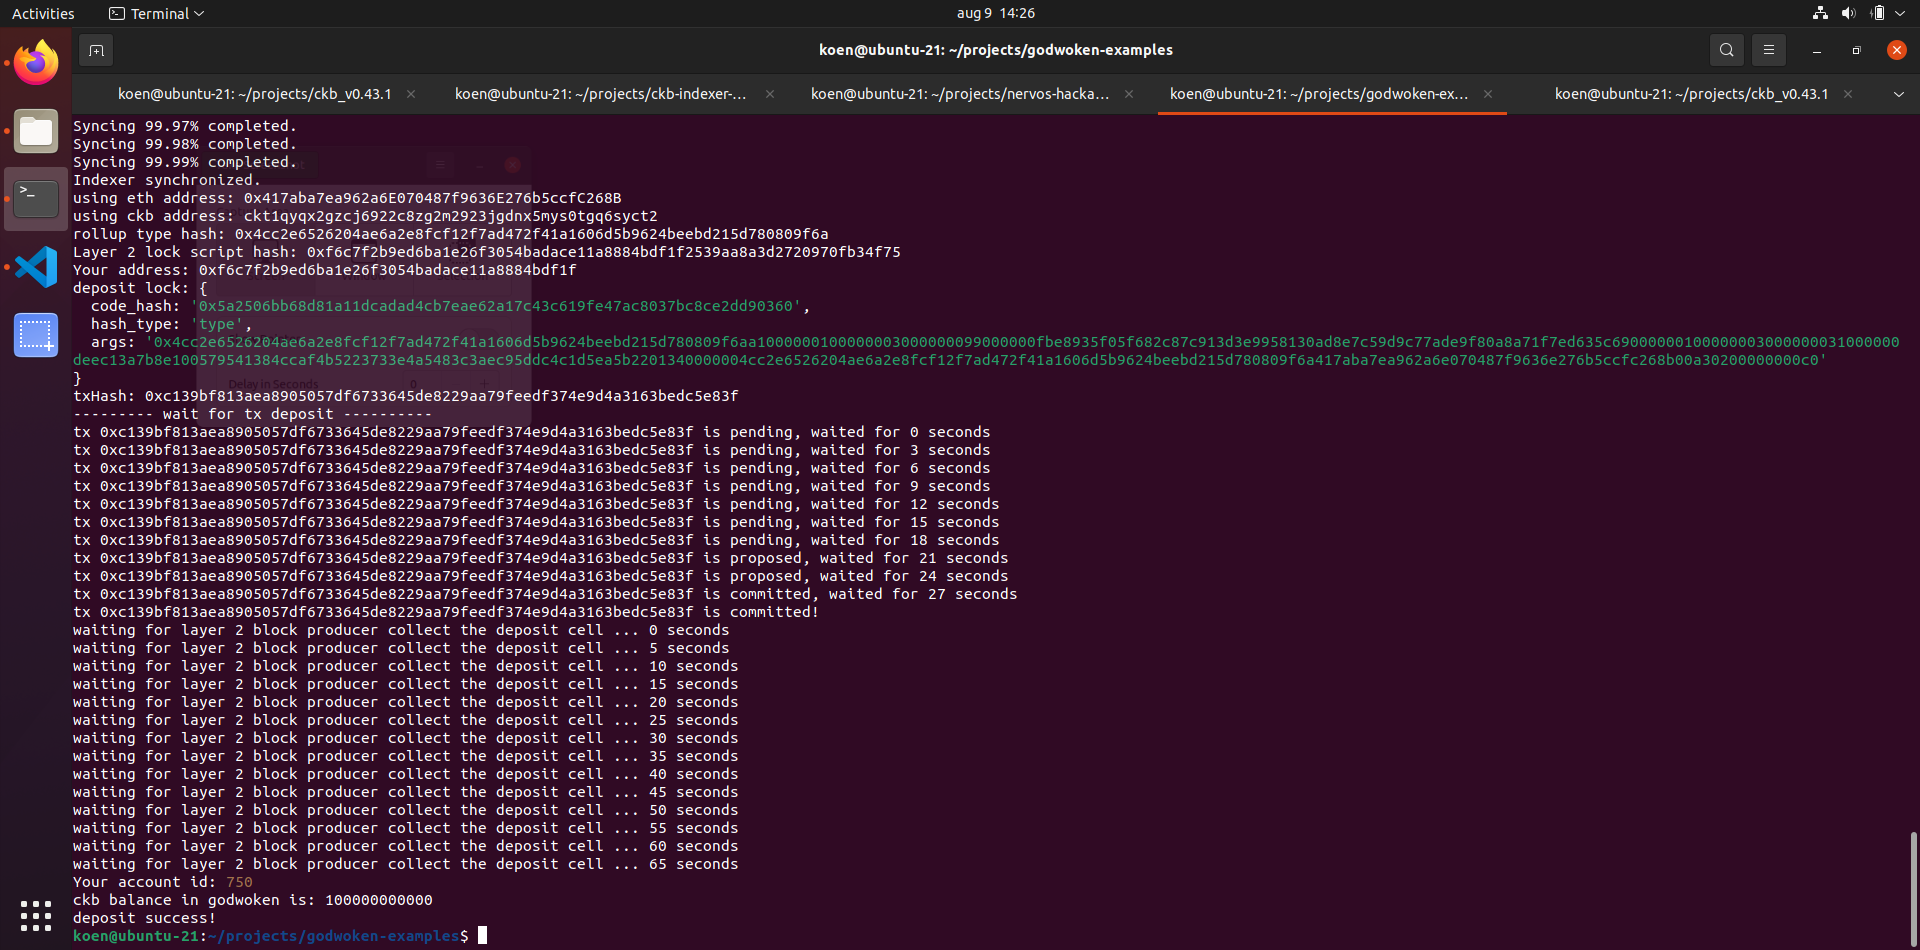 Activities
Terminal
aug 9 14:26
koen@ubuntu-21: ~/projects/godwoken-examples
koen@ubuntu-21: ~/projects/ckb_v0.43.1
koen@ubuntu-21: ~/projects/ckb-indexer-...
koen@ubuntu-21: ~/projects/nervos-hacka...
koen@ubuntu-21: ~/projects/godwoken-ex...
koen@ubuntu-21: ~/projects/ckb_v0.43.1
Syncing 99.97% completed.
Syncing 99.98% completed.
Syncing 99.99% completed.
Indexer synchronized.
using eth address: 0x417aba7ea962a6E070487f9636E276b5ccfC268B
using ckb address: ckt1qyqx2gzcj6922c8zg2m2923jgdnx5mys0tgq6syct2
rollup type hash: 0x4cc2e6526204ae6a2e8fcf12f7ad472f41a1606d5b9624beebd215d780809f6a
Layer 2 lock script hash: 0xf6c7f2b9ed6ba1e26f3054badace11a8884bdf1f2539aa8a3d2720970fb34f75
Your address: 0xf6c7f2b9ed6ba1e26f3054badace11a8884bdf1f
deposit lock: {
code_hash: '0x5a2506bb68d81a11dcadad4cb7eae62a17c43c619fe47ac8037bc8ce2dd90360',
hash_type: 'type',
args: '0x4cc2e6526204ae6a2e8fcf12f7ad472f41a1606d5b9624beebd215d780809f6aa10000001000000003000000099000000fbe8935f05f682c87c913d3e9958130ad8e7c59d9c77ade9f80a8a71f7ed635c69000000010000000030000000031000000
deec13a7b8e100579541384ccaf4b5223733e4a5483c3aec95ddc4c1d5ea5b2201340000004cc2e6526204ae6a2e8fcf12f7ad472f41a1606d5b9624beebd215d780809f6a417aba7ea962a6e070487f9636e276b5ccfc268b00a30200000000c0'
}
Delay in Seconds
0
txHash: 0xc139bf813aea8905057df6733645de8229aa79feedf374e9d4a3163bedc5e83f
--------- wait for tx deposit ----------
tx 0xc139bf813aea8905057df6733645de8229aa79feedf374e9d4a3163bedc5e83f is pending, waited for 0 seconds
tx 0xc139bf813aea8905057df6733645de8229aa79feedf374e9d4a3163bedc5e83f is pending, waited for 3 seconds
tx 0xc139bf813aea8905057df6733645de8229aa79feedf374e9d4a3163bedc5e83f is pending, waited for 6 seconds
tx 0xc139bf813aea8905057df6733645de8229aa79feedf374e9d4a3163bedc5e83f is pending, waited for 9 seconds
tx 0xc139bf813aea8905057df6733645de8229aa79feedf374e9d4a3163bedc5e83f is pending, waited for 12 seconds
tx 0xc139bf813aea8905057df6733645de8229aa79feedf374e9d4a3163bedc5e83f is pending, waited for 15 seconds
tx 0xc139bf813aea8905057df6733645de8229aa79feedf374e9d4a3163bedc5e83f is pending, waited for 18 seconds
tx 0xc139bf813aea8905057df6733645de8229aa79feedf374e9d4a3163bedc5e83f is proposed, waited for 21 seconds
tx 0xc139bf813aea8905057df6733645de8229aa79feedf374e9d4a3163bedc5e83f is proposed, waited for 24 seconds
tx 0xc139bf813aea8905057df6733645de8229aa79feedf374e9d4a3163bedc5e83f is committed, waited for 27 seconds
tx 0xc139bf813aea8905057df6733645de8229aa79feedf374e9d4a3163bedc5e83f is committed!
waiting for layer 2 block producer collect the deposit cell ... 0 seconds
waiting for layer 2 block producer collect the deposit cell ... 5 seconds
waiting for layer 2 block producer collect the deposit cell ... 10 seconds
waiting for layer 2 block producer collect the deposit cell ... 15 seconds
waiting for layer 2 block producer collect the deposit cell ... 20 seconds
waiting for layer 2 block producer collect the deposit cell ... 25 seconds
waiting for layer 2 block producer collect the deposit cell ... 30 seconds
waiting for layer 2 block producer collect the deposit cell ... 35 seconds
waiting for layer 2 block producer collect the deposit cell ... 40 seconds
waiting for layer 2 block producer collect the deposit cell ... 45 seconds
waiting for layer 2 block producer collect the deposit cell ... 50 seconds
waiting for layer 2 block producer collect the deposit cell ... 55 seconds
waiting for layer 2 block producer collect the deposit cell ... 60 seconds
waiting for layer 2 block producer collect the deposit cell ... 65 seconds
Your account id: 750
ckb balance in godwoken is: 100000000000
deposit success!
koen@ubuntu-21:~/projects/godwoken-examples$